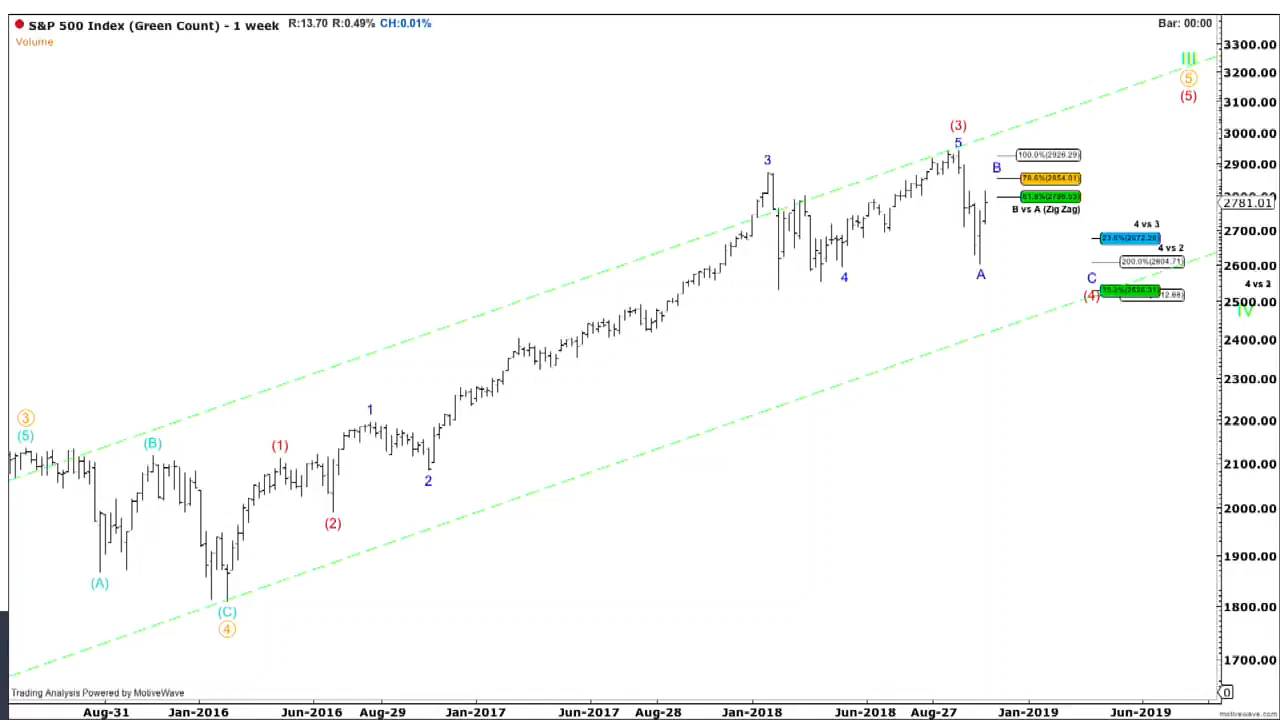 S&P 500 Index (Green Count) - 1 week R:13.70 R:0.49% CH:0.01% Bar: 00:00
Volume
3300.00
III
5
3200.00
(5)
3100.00
(3)
3000.00
5
3
100.0%(2926.29)
2900.00
B
78.6%(2854.01)
B vs A (Zig Zag)
2781.01
4 vs 3
2700.00
4 vs 2
200.0%(2604.71)
2600.00
4
A
C
4 vs 3
(4)
2500.00
IV
2400.00
2300.00
1
3
2200.00
(5)
(B)
(1)
2100.00
2
(2)
2000.00
1900.00
(A)
(C)
1800.00
4
1700.00
Trading Analysis Powered by MotiveWave
0
Aug-31 Jan-2016 Jun-2016 Aug-29 Jan-2017 Jun-2017 Aug-28 Jan-2018 Jun-2018 Aug-27 Jan-2019 Jun-2019
motivewave.com